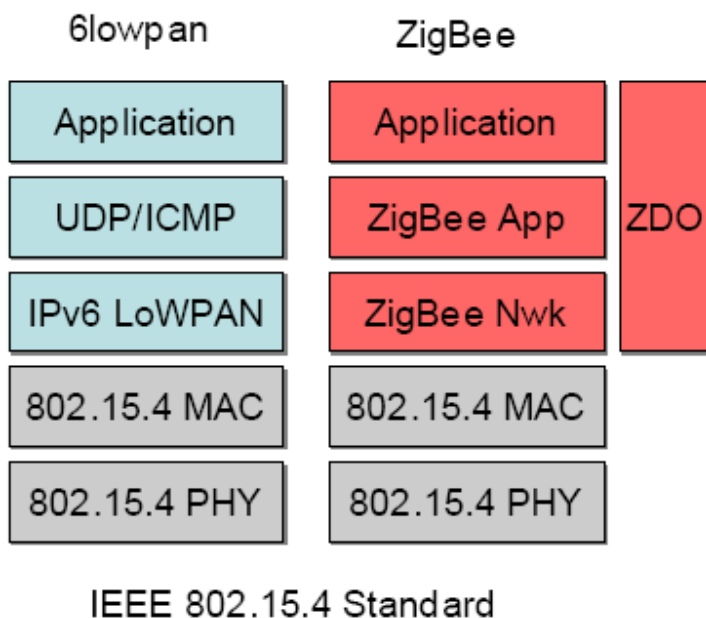 6lowpan
ZigBee
Application
Application
ZDO
UDP/ICMP
ZigBee App
IPv6 LoWPAN
ZigBee Nwk
802.15.4 MAC
802.15.4 MAC
802.15.4 PHY
802.15.4 PHY
IEEE 802.15.4 Standard